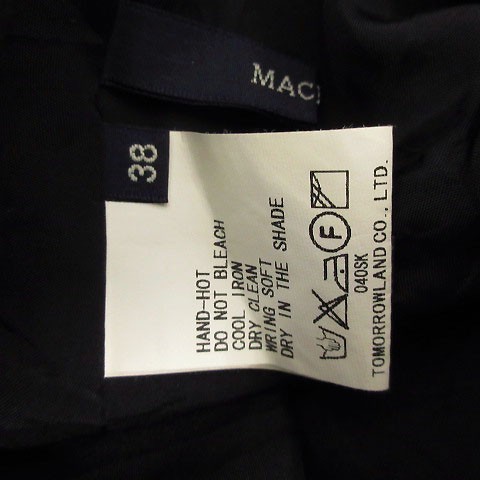 MAC
38
HAND-HOT
DO NOT BLEACH
COOL IRON
DRY CLEAN
WRING SOFT
DRY IN THE SHADE
F
040SK
TOMORROWLAND CO., LTD.